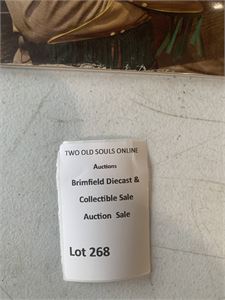 TWO OLD SOULS ONLINE
Auctions
Brimfield Diecast &
Collectible Sale
Auction Sale
Lot 268